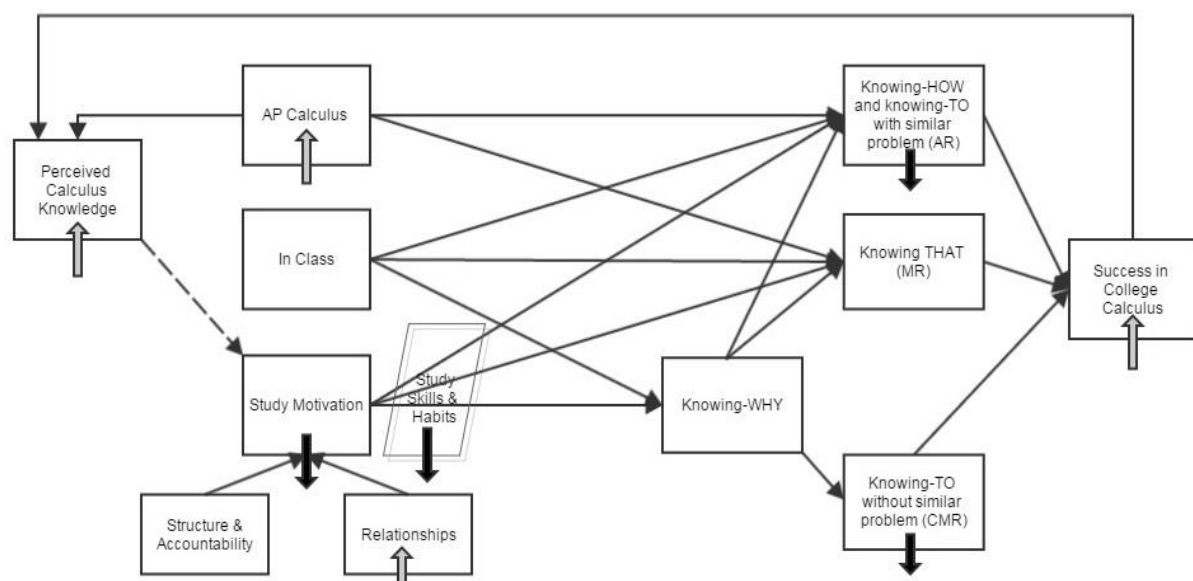 AP Calculus
Knowing-HOW
and knowing-TO
with similar
problem (AR)
Perceived
Calculus
Knowledge
In Class
Knowing THAT
(MR)
Success in
College
Calculus
Study Motivation
Study
Skills &
Habits
Knowing-WHY
Knowing-TO
without similar
problem (CMR)
Structure &
Accountability
Relationships